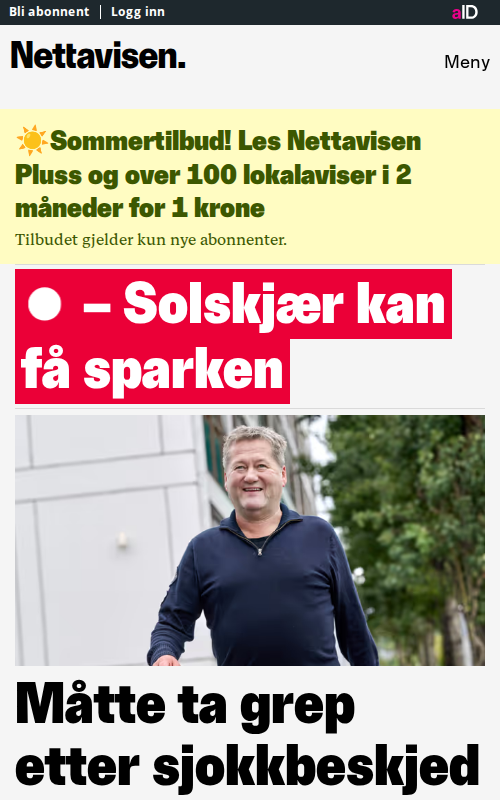 Bli abonnent | Logg inn
aID
Nettavisen.
Meny
☀️Sommertilbud! Les Nettavisen
Pluss og over 100 lokalaviser i 2
måneder for 1 krone
Tilbudet gjelder kun nye abonnenter.
– Solskjær kan
få sparken
Måtte ta grep
etter sjokkbeskjed